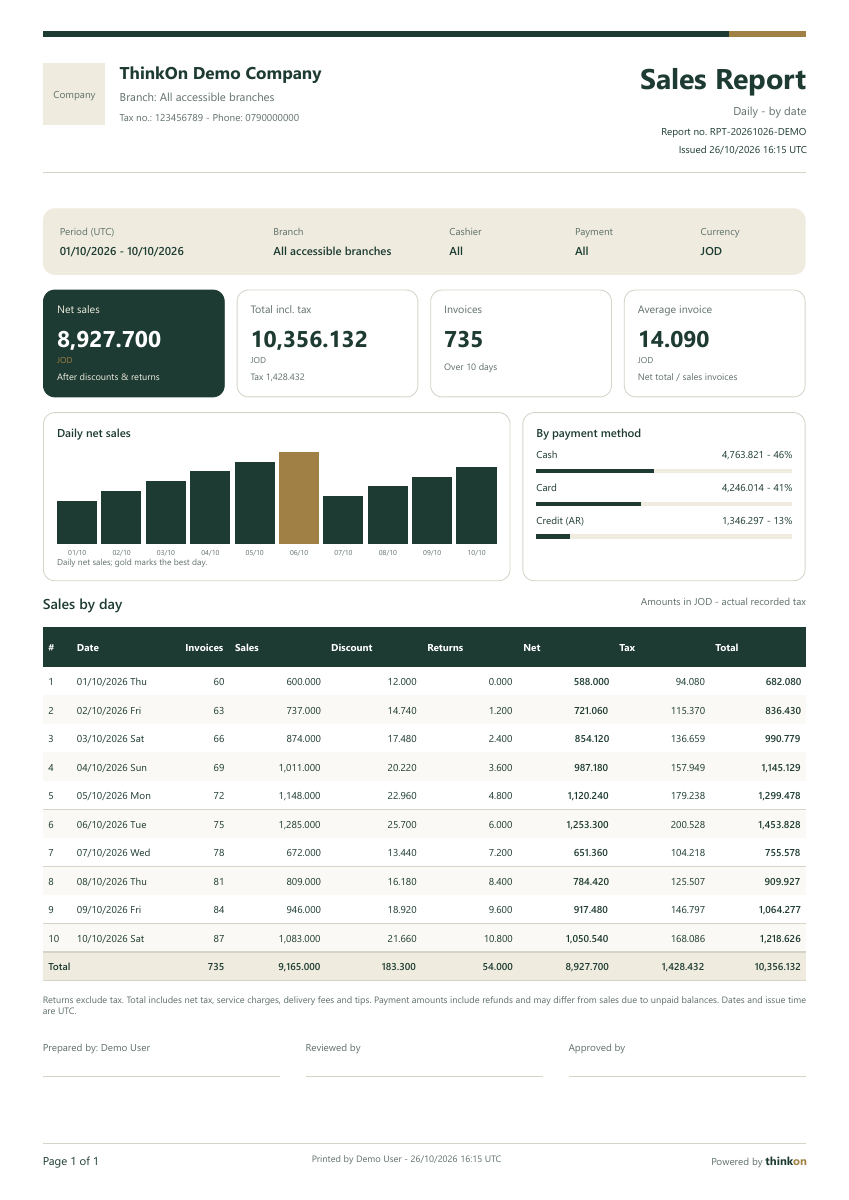 Company
ThinkOn Demo Company
Branch: All accessible branches
Tax no.: 123456789 - Phone: 0790000000
Sales Report
Daily - by date
Report no. RPT-20261026-DEMO
Issued 26/10/2026 16:15 UTC
Period (UTC) Branch Cashier Payment Currency
01/10/2026 - 10/10/2026 All accessible branches All All JOD
Net sales
8,927.700
JOD
After discounts & returns
Total incl. tax
10,356.132
JOD
Tax 1,428.432
Invoices
735
Over 10 days
Average invoice
14.090
JOD
Net total / sales invoices
Daily net sales
01/10 02/10 03/10 04/10 05/10 06/10 07/10 08/10 09/10 10/10
Daily net sales; gold marks the best day.
By payment method
Cash 4,763.821 - 46%
Card 4,246.014 - 41%
Credit (AR) 1,346.297 - 13%
Sales by day
Amounts in JOD - actual recorded tax
# Date Invoices Sales Discount Returns Net Tax Total
1 01/10/2026 Thu 60 600.000 12.000 0.000 588.000 94.080 682.080
2 02/10/2026 Fri 63 737.000 14.740 1.200 721.060 115.370 836.430
3 03/10/2026 Sat 66 874.000 17.480 2.400 854.120 136.659 990.779
4 04/10/2026 Sun 69 1,011.000 20.220 3.600 987.180 157.949 1,145.129
5 05/10/2026 Mon 72 1,148.000 22.960 4.800 1,120.240 179.238 1,299.478
6 06/10/2026 Tue 75 1,285.000 25.700 6.000 1,253.300 200.528 1,453.828
7 07/10/2026 Wed 78 672.000 13.440 7.200 651.360 104.218 755.578
8 08/10/2026 Thu 81 809.000 16.180 8.400 784.420 125.507 909.927
9 09/10/2026 Fri 84 946.000 18.920 9.600 917.480 146.797 1,064.277
10 10/10/2026 Sat 87 1,083.000 21.660 10.800 1,050.540 168.086 1,218.626
Total 735 9,165.000 183.300 54.000 8,927.700 1,428.432 10,356.132
Returns exclude tax. Total includes net tax, service charges, delivery fees and tips. Payment amounts include refunds and may differ from sales due to unpaid balances. Dates and issue time
are UTC.
Prepared by: Demo User Reviewed by Approved by
Page 1 of 1
Printed by Demo User - 26/10/2026 16:15 UTC
Powered by thinkon